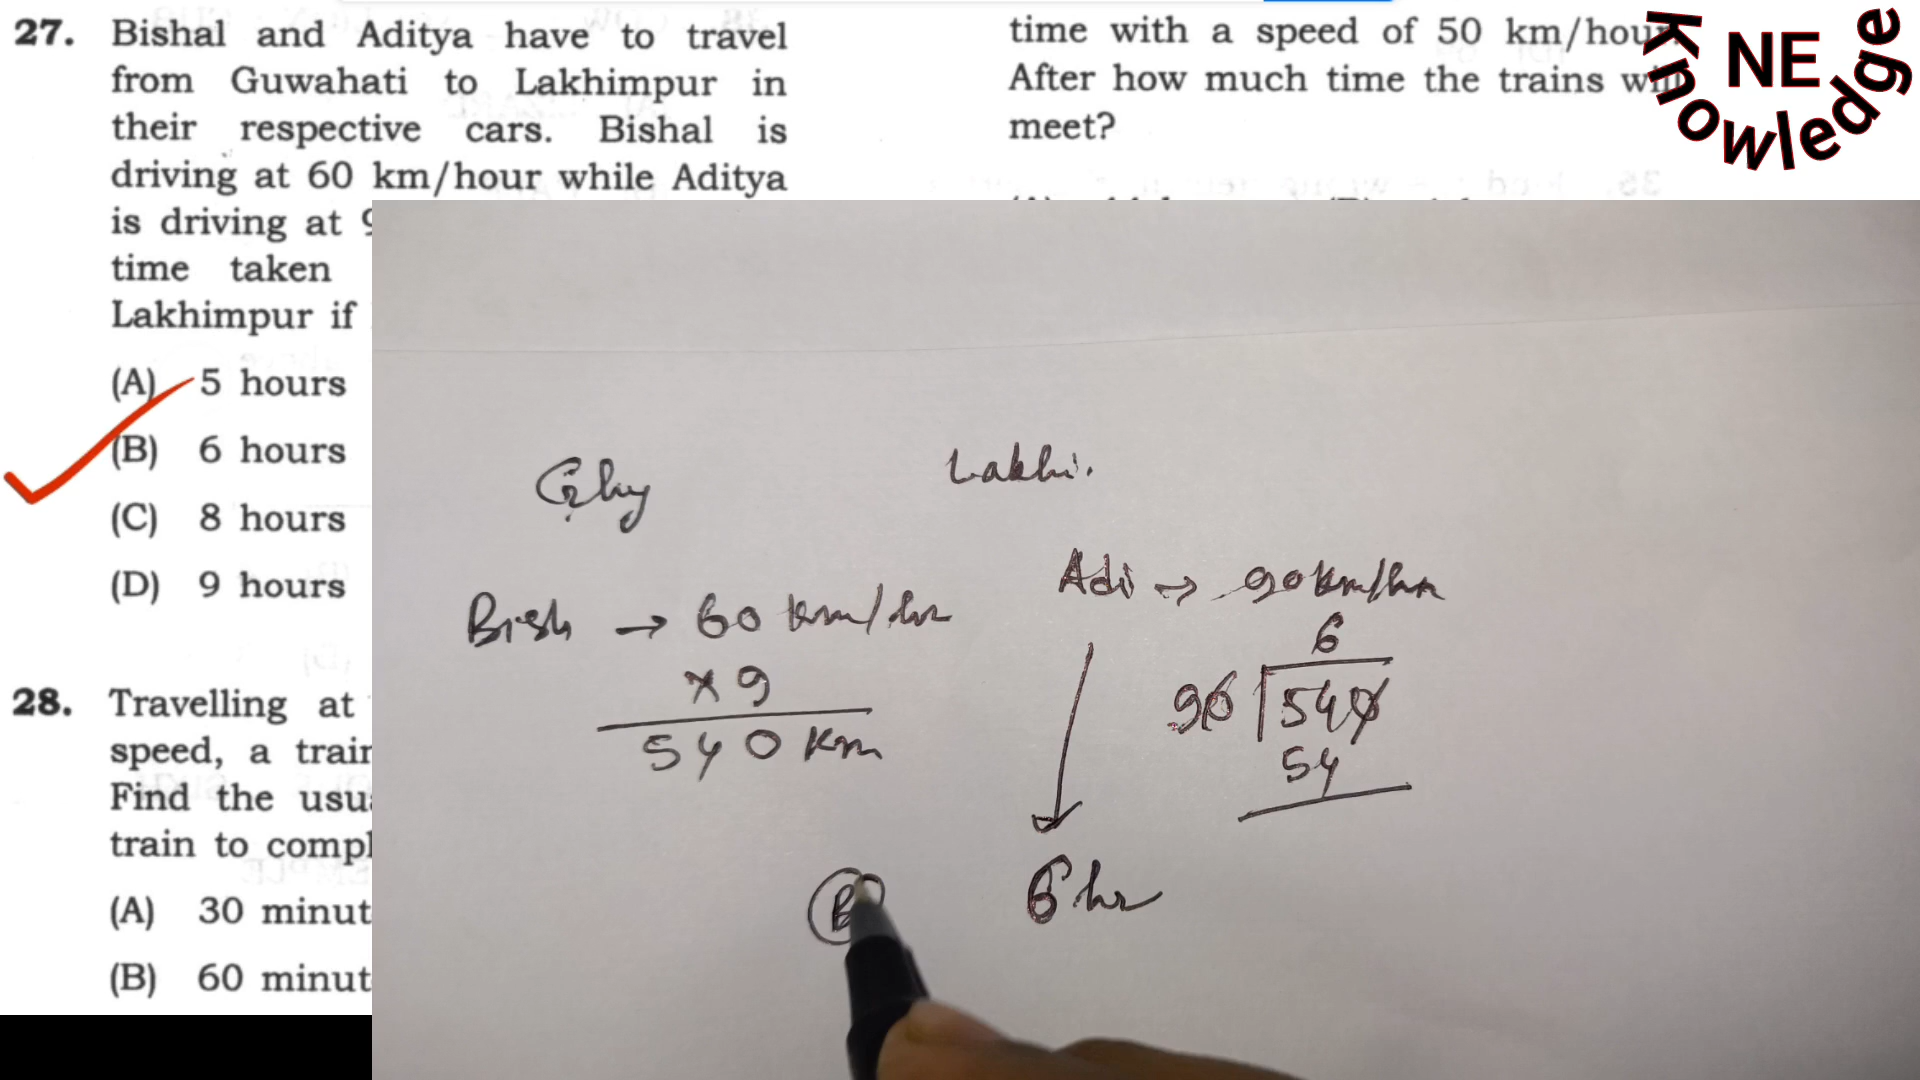 27. Bishal and Aditya have to travel
from Guwahati to Lakhimpur in
their respective cars. Bishal is
driving at 60 km/hour while Aditya
is driving at 9
time taken
Lakhimpur if
(A) 5 hours
(B) 6 hours
(C) 8 hours
(D) 9 hours
28. Travelling at
speed, a train
Find the usu
train to compl
(A) 30 minut
(B) 60 minut
time with a speed of 50 km/hour.
After how much time the trains will
meet?
NE
Knowledge
Ghy
Lakhi.
Bish → 60 km/hr
x 9
540 km
Adi → 90 km/hr
6
90 540
54
6 hr
B